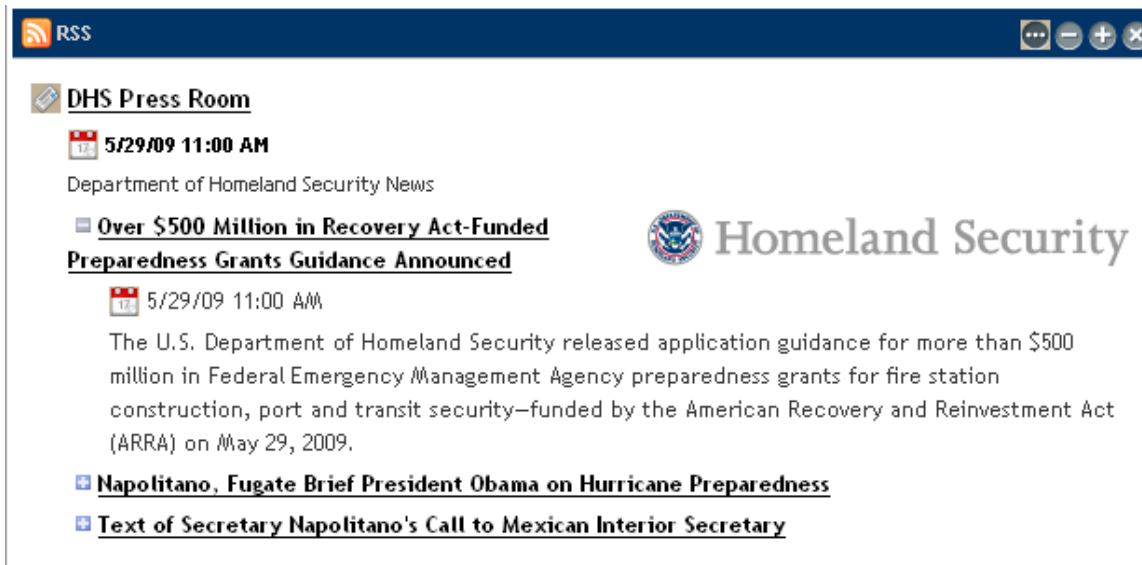 RSS
DHS Press Room
5/29/09 11:00 AM
Department of Homeland Security News
Over $500 Million in Recovery Act-Funded
Preparedness Grants Guidance Announced
Homeland Security
5/29/09 11:00 AM
The U.S. Department of Homeland Security released application guidance for more than $500
million in Federal Emergency Management Agency preparedness grants for fire station
construction, port and transit security—funded by the American Recovery and Reinvestment Act
(ARRA) on May 29, 2009.
Napolitano, Fugate Brief President Obama on Hurricane Preparedness
Text of Secretary Napolitano's Call to Mexican Interior Secretary